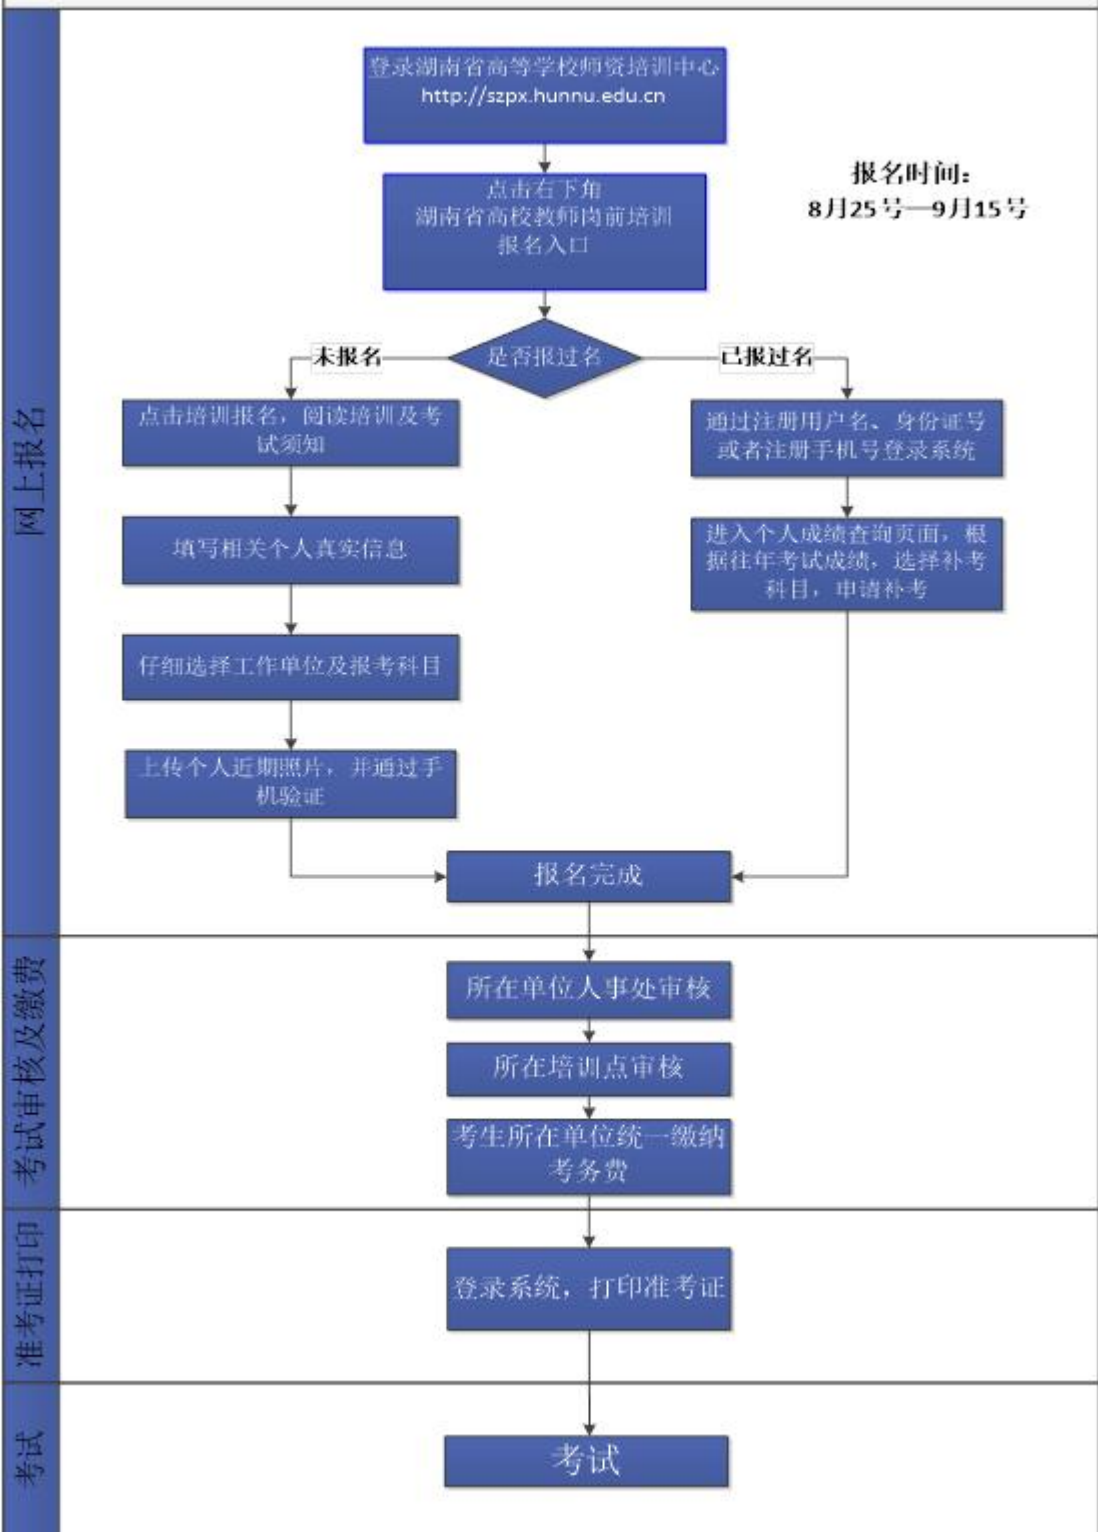 登录湖南省高等学校师资培训中心
http://szpx.hunnu.edu.cn
点击右下角
湖南省高校教师岗前培训
报名入口
报名时间：
8月25号—9月15号
是否报过名
未报名
已报过名
点击培训报名，阅读培训及考
试须知
填写相关个人真实信息
仔细选择工作单位及报考科目
上传个人近期照片，并通过手
机验证
通过注册用户名、身份证号
或者注册手机号登录系统
进入个人成绩查询页面，根
据往年考试成绩，选择补考
科目，申请补考
报名完成
网上报名
所在单位人事处审核
所在培训点审核
考生所在单位统一缴纳
考务费
考试审核及缴费
登录系统，打印准考证
准考证打印
考试
考试